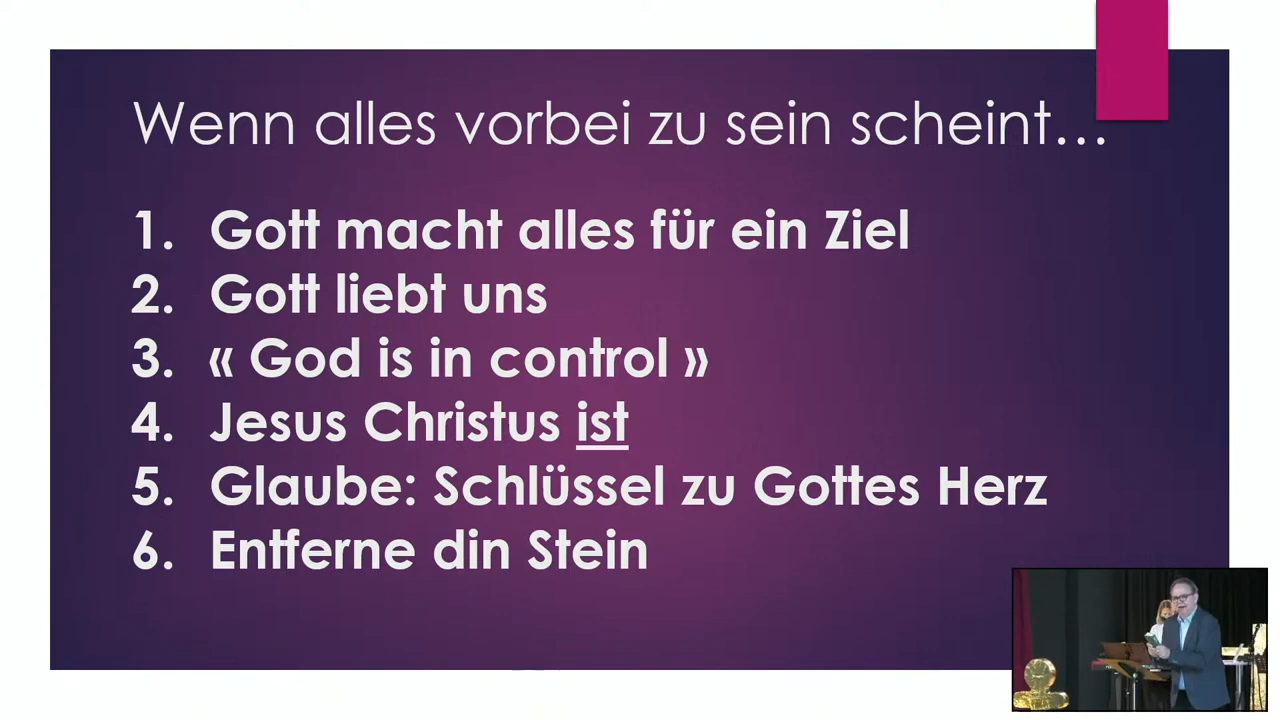 Wenn alles vorbei zu sein scheint…
1. Gott macht alles für ein Ziel
2. Gott liebt uns
3. « God is in control »
4. Jesus Christus ist
5. Glaube: Schlüssel zu Gottes Herz
6. Entferne din Stein